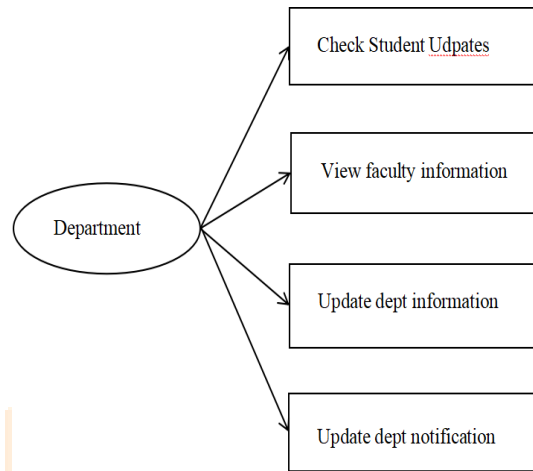 Check Student Udpates
View faculty information
Department
Update dept information
Update dept notification